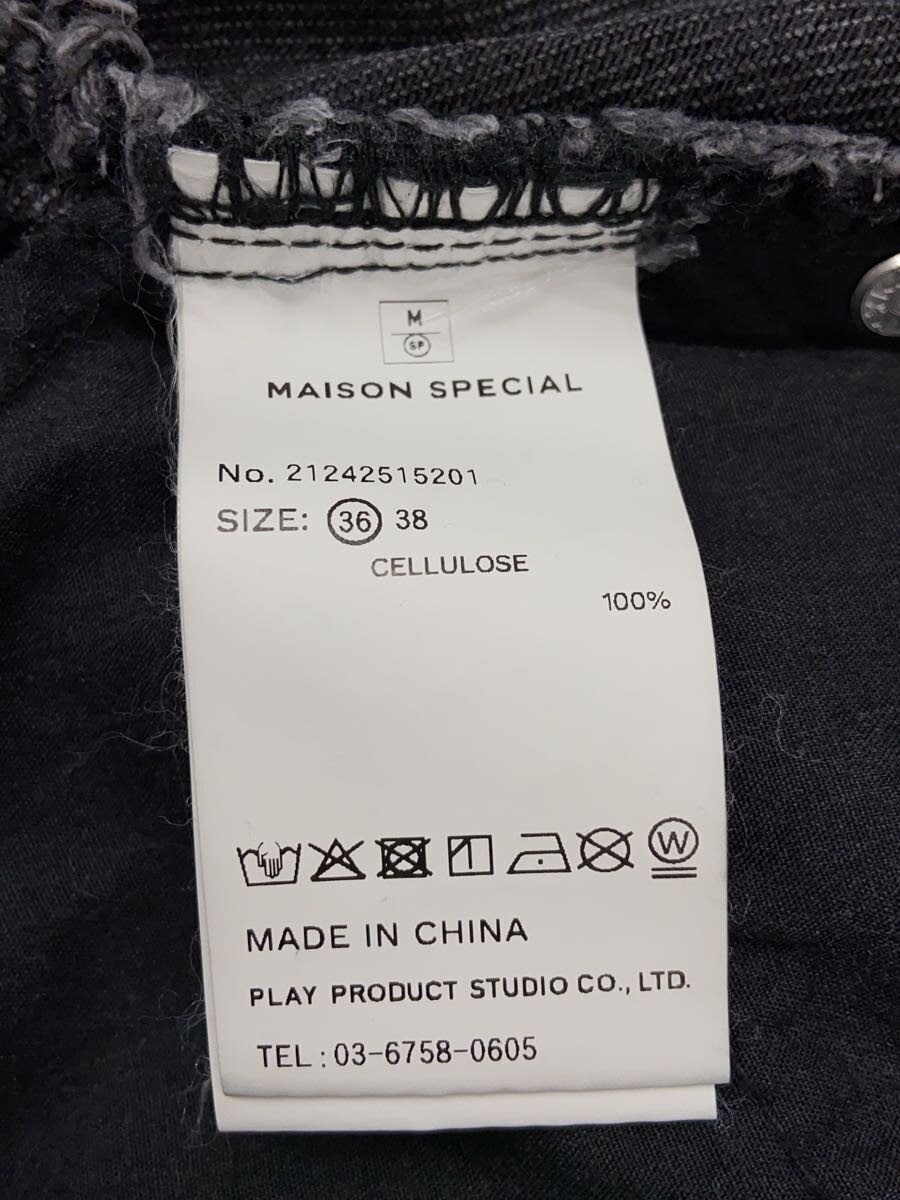 M
SP
MAISON SPECIAL
No. 21242515201
SIZE: 36 38
CELLULOSE
100%
W
MADE IN CHINA
PLAY PRODUCT STUDIO CO., LTD.
TEL : 03-6758-0605